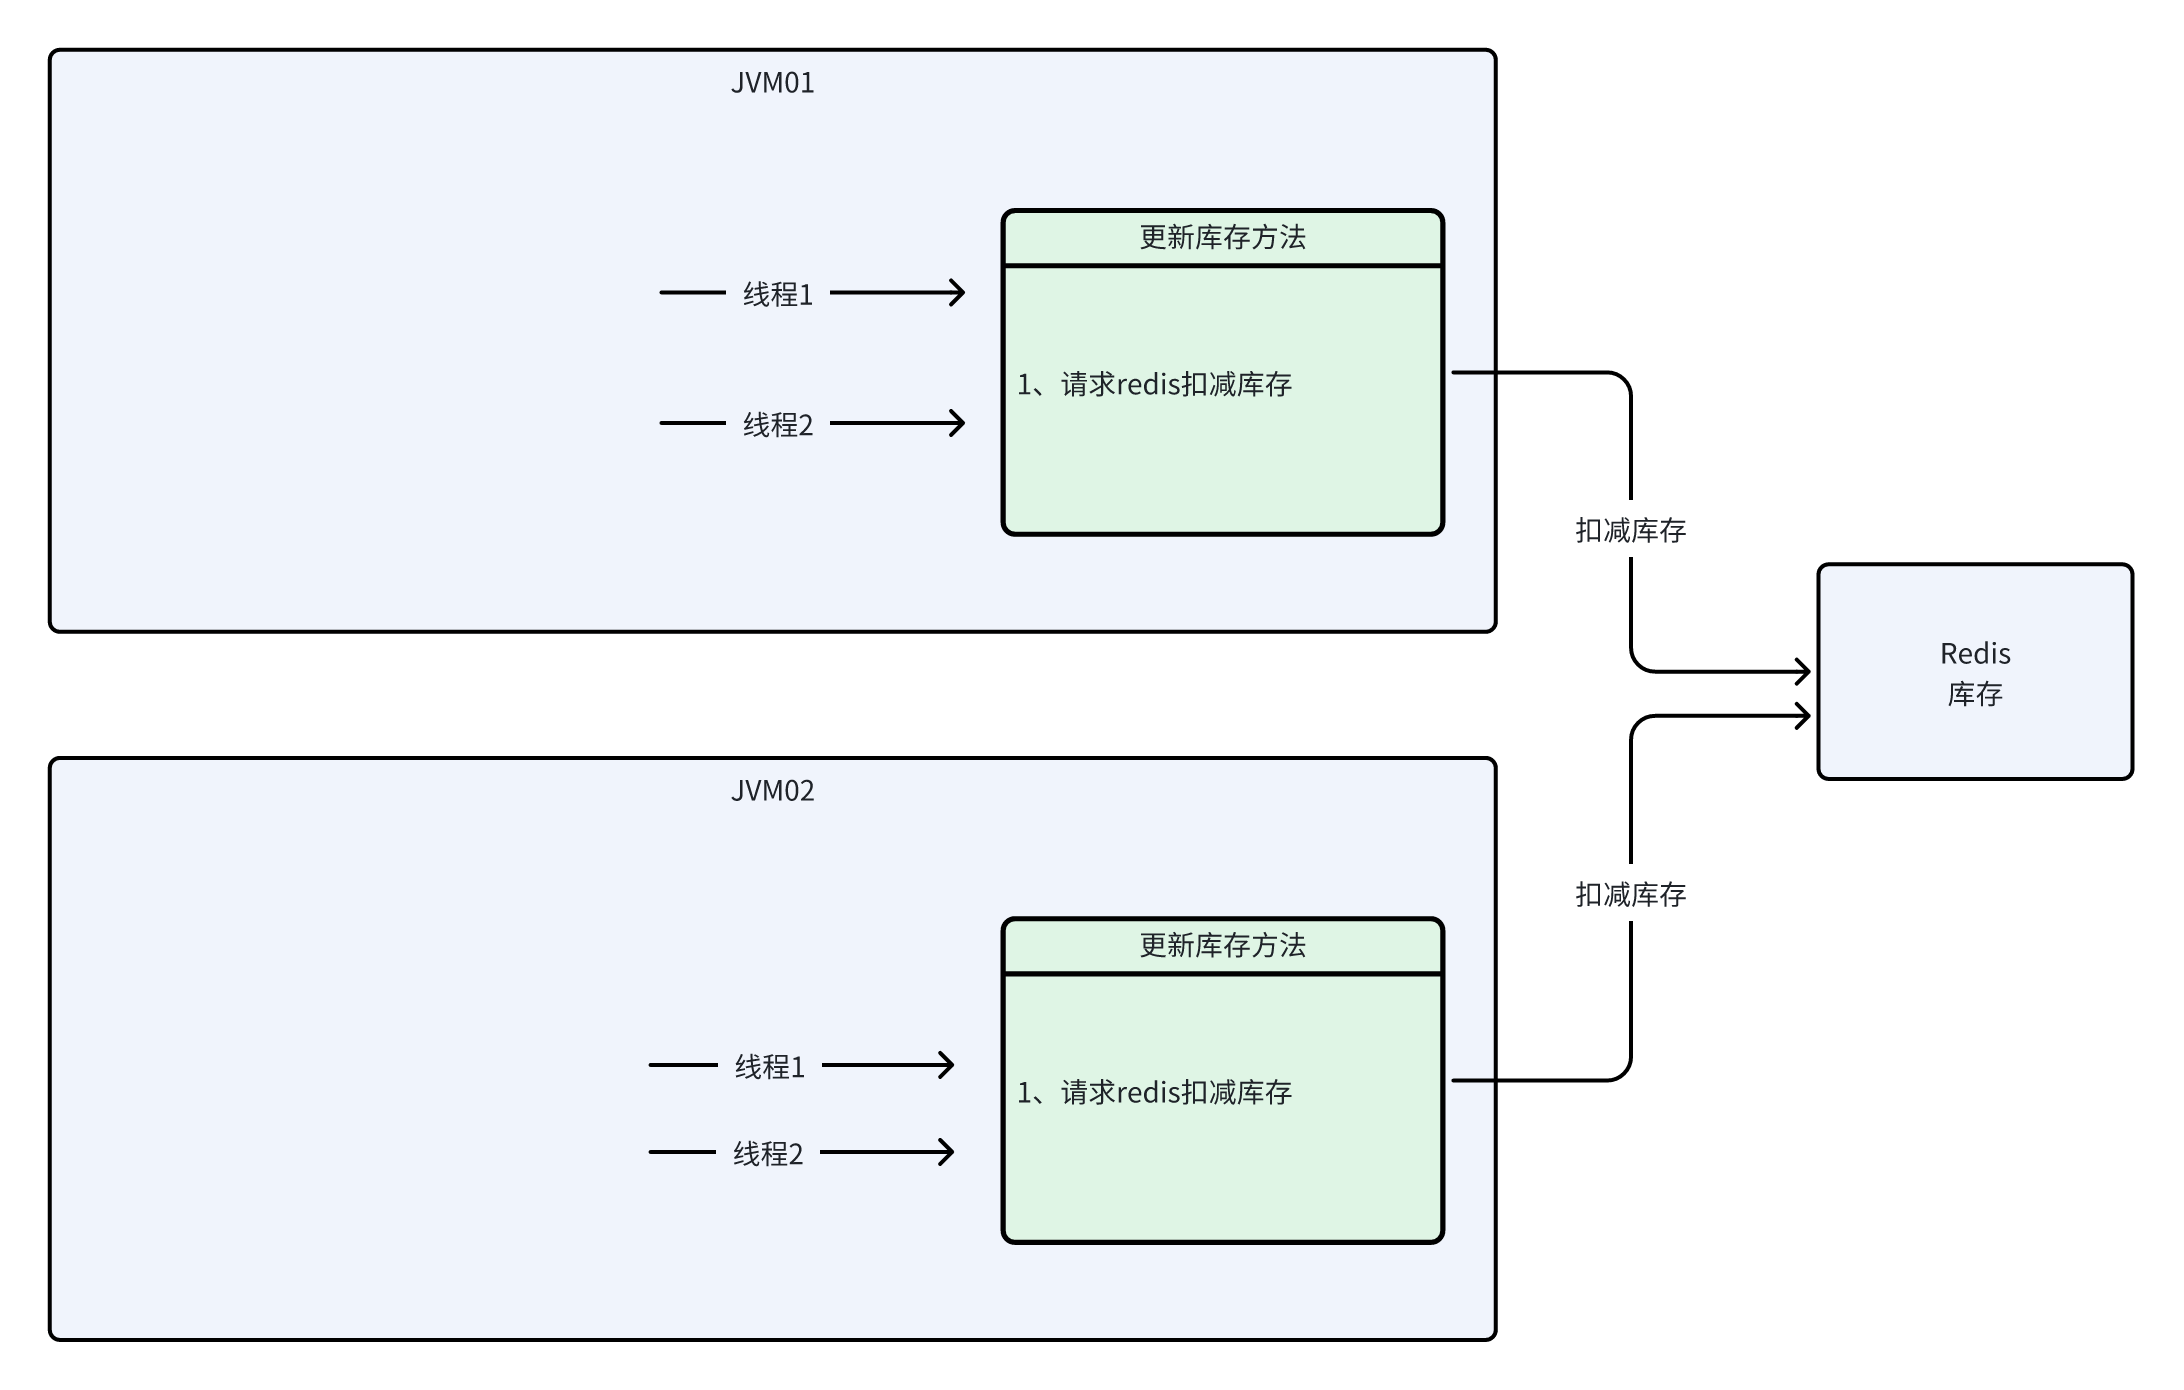 JVM01
更新库存方法
线程1
1、请求redis扣减库存
线程2
扣减库存
Redis
库存
JVM02
扣减库存
更新库存方法
线程1
1、请求redis扣减库存
线程2